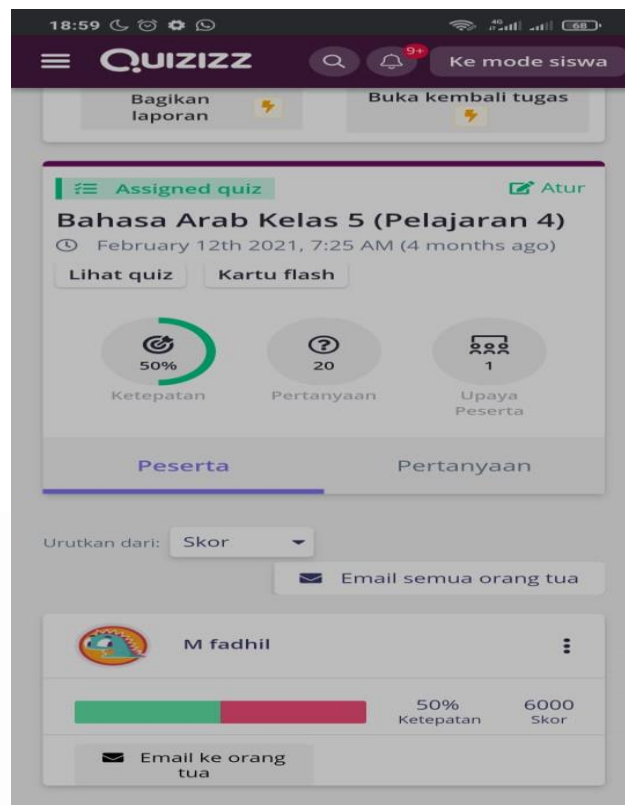 18:59
4G
68
QUIZIZZ
9+
Ke mode siswa
Bagikan
laporan
Buka kembali tugas
Assigned quiz
Atur
Bahasa Arab Kelas 5 (Pelajaran 4)
February 12th 2021, 7:25 AM (4 months ago)
Lihat quiz
Kartu flash
50%
20
1
Ketepatan
Pertanyaan
Upaya
Peserta
Peserta
Pertanyaan
Urutkan dari:
Skor
Email semua orang tua
M fadhil
50%
6000
Ketepatan
Skor
Email ke orang
tua